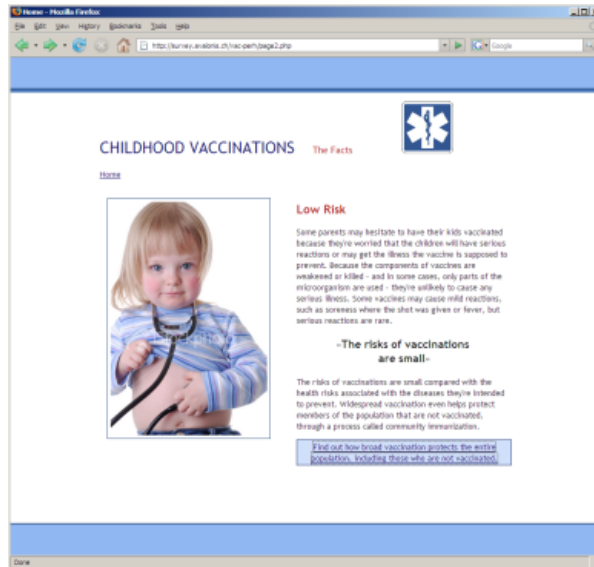 Home - Mozilla Firefox
File Edit View History Bookmarks Tools Help
http://survey.evalonis.ch/vac-perh/page2.php
Google
CHILDHOOD VACCINATIONS The Facts
Home
Low Risk
Some parents may hesitate to have their kids vaccinated
because they're worried that the children will have serious
reactions or may get the illness the vaccine is supposed to
prevent. Because the components of vaccines are
weakened or killed - and in some cases, only parts of the
microorganism are used - they're unlikely to cause any
serious illness. Some vaccines may cause mild reactions,
such as soreness where the shot was given or fever, but
serious reactions are rare.
~The risks of vaccinations
are small~
The risks of vaccinations are small compared with the
health risks associated with the diseases they're intended
to prevent. Widespread vaccination even helps protect
members of the population that are not vaccinated,
through a process called community immunization.
Find out how broad vaccination protects the entire
population, including those who are not vaccinated.
Done